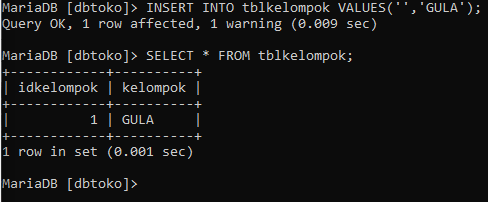 MariaDB [dbtoko]> INSERT INTO tblkelompok VALUES('','GULA');
Query OK, 1 row affected, 1 warning (0.009 sec)
MariaDB [dbtoko]> SELECT * FROM tblkelompok;
+------------+----------+
| idkelompok | kelompok |
+------------+----------+
|          1 | GULA     |
+------------+----------+
1 row in set (0.001 sec)
MariaDB [dbtoko]>